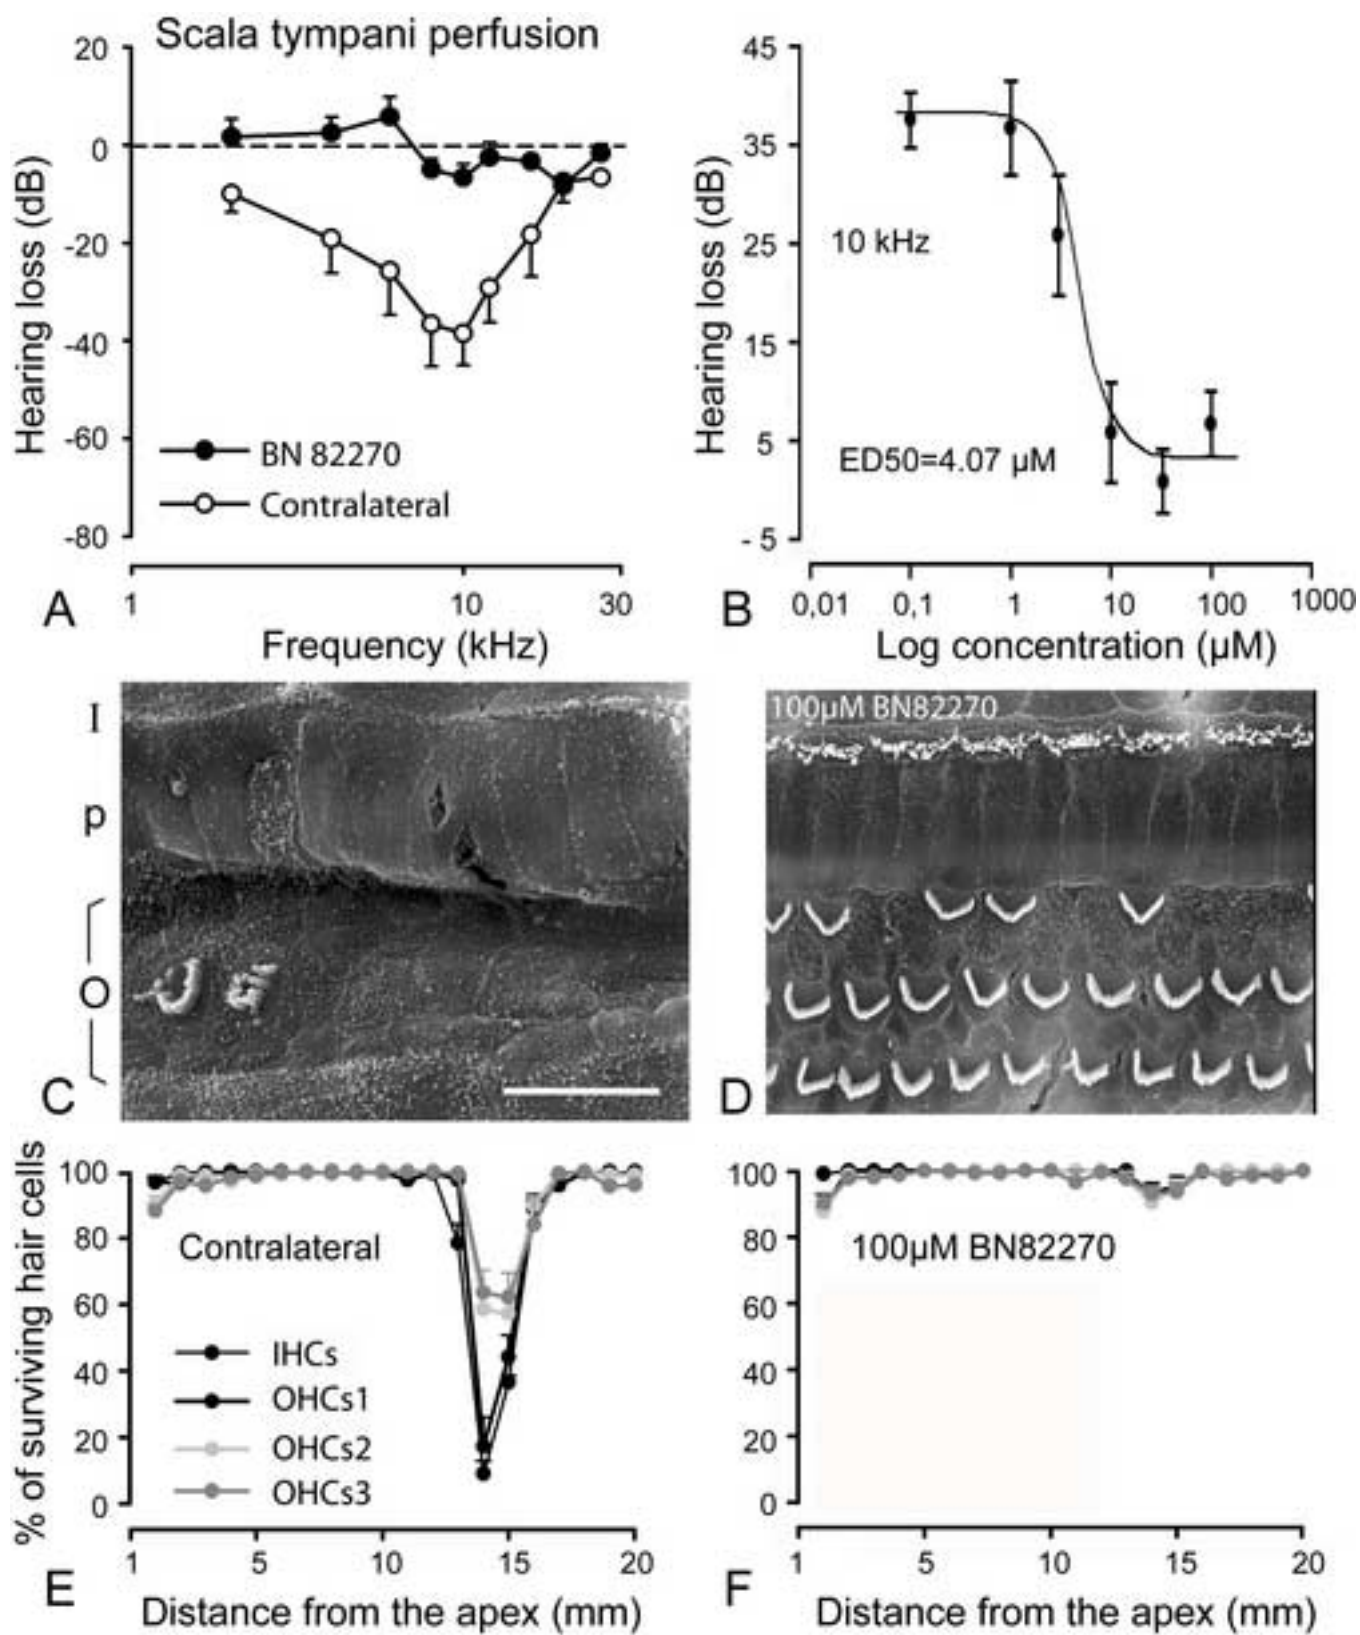 Scala tympani perfusion
20
0
-20
-40
-60
-80
Hearing loss (dB)
BN 82270
Contralateral
1
10
30
Frequency (kHz)
A
45
35
25
15
5
- 5
Hearing loss (dB)
10 kHz
ED50=4.07 µM
0,01
0,1
1
10
100
1000
Log concentration (µM)
B
I
p
O
C
100µM BN82270
D
100
80
60
40
20
0
% of surviving hair cells
Contralateral
IHCs
OHCs1
OHCs2
OHCs3
1
5
10
15
20
Distance from the apex (mm)
E
100
80
60
40
20
0
100µM BN82270
1
5
10
15
20
Distance from the apex (mm)
F